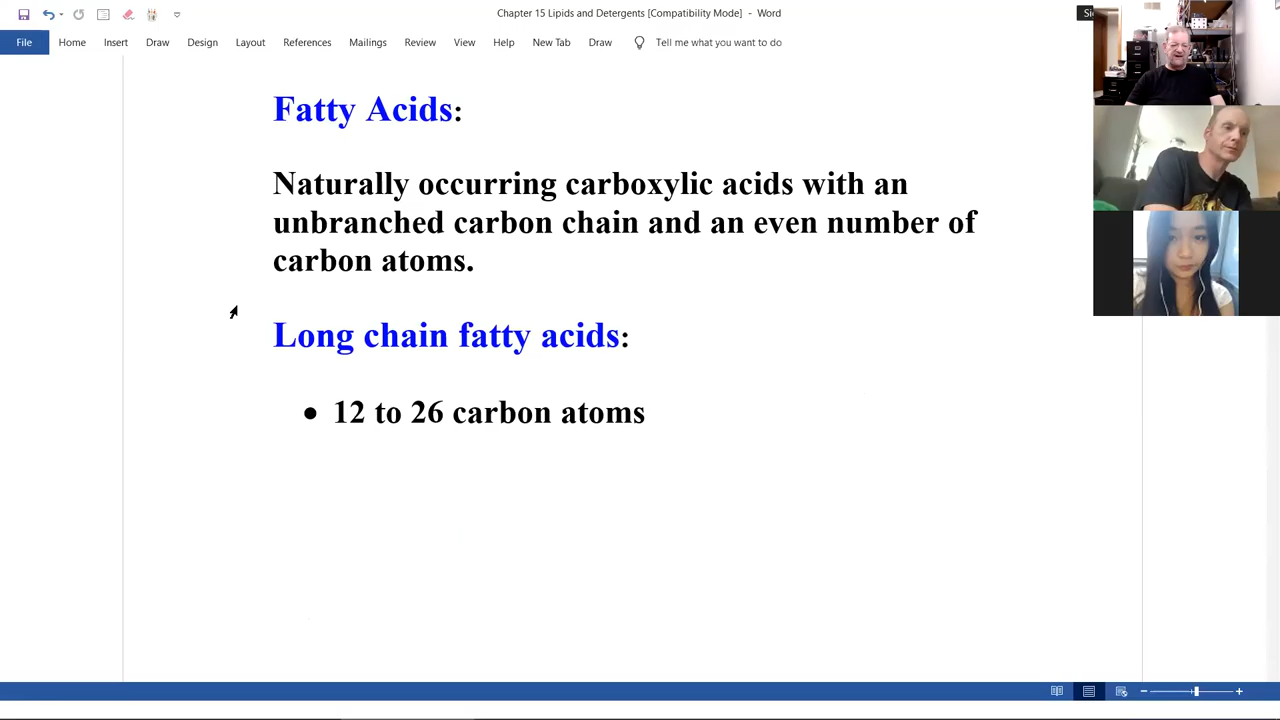 Chapter 15 Lipids and Detergents [Compatibility Mode] - Word
File Home Insert Draw Design Layout References Mailings Review View Help New Tab Draw Tell me what you want to do
Fatty Acids:
Naturally occurring carboxylic acids with an
unbranched carbon chain and an even number of
carbon atoms.
Long chain fatty acids:
• 12 to 26 carbon atoms